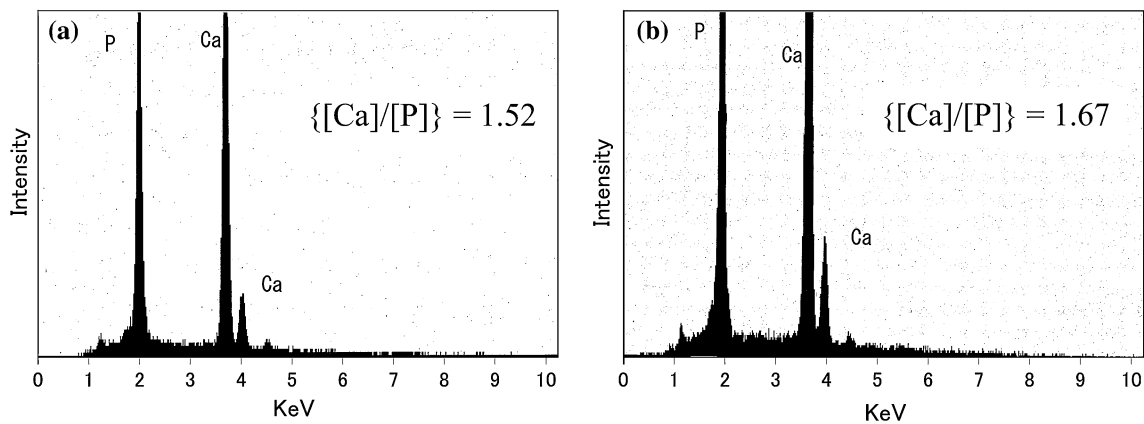 (a)
P
Ca
{[Ca]/[P]} = 1.52
Ca
Intensity
0 1 2 3 4 5 6 7 8 9 10
KeV
(b)
P
Ca
{[Ca]/[P]} = 1.67
Ca
Intensity
0 1 2 3 4 5 6 7 8 9 10
KeV